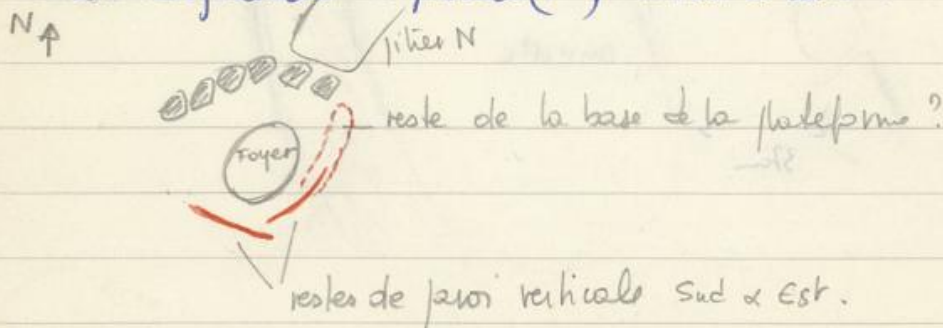 N
pilier N
reste de la base de la plateforme ?
Foyer
restes de paroi verticale Sud & Est.